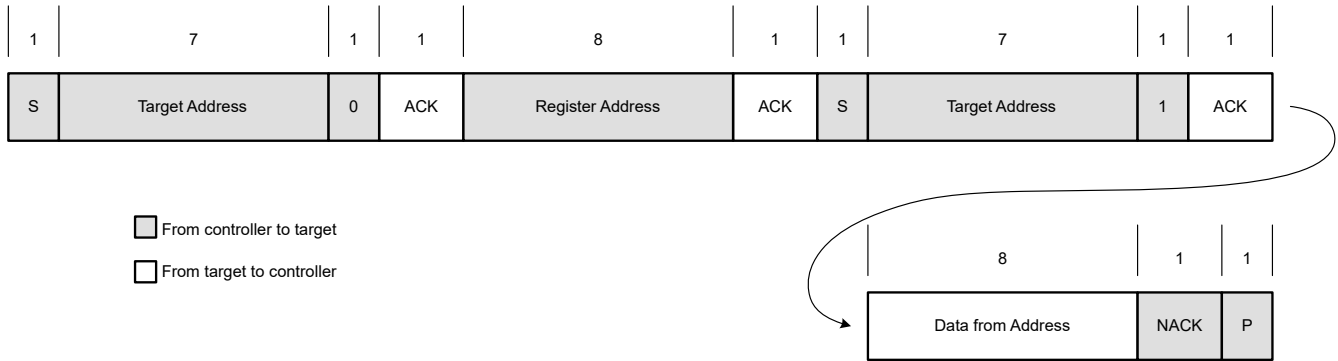 1 7 1 1 8 1 1 7 1 1
S Target Address 0 ACK Register Address ACK S Target Address 1 ACK
From controller to target
From target to controller
8 1 1
Data from Address NACK P